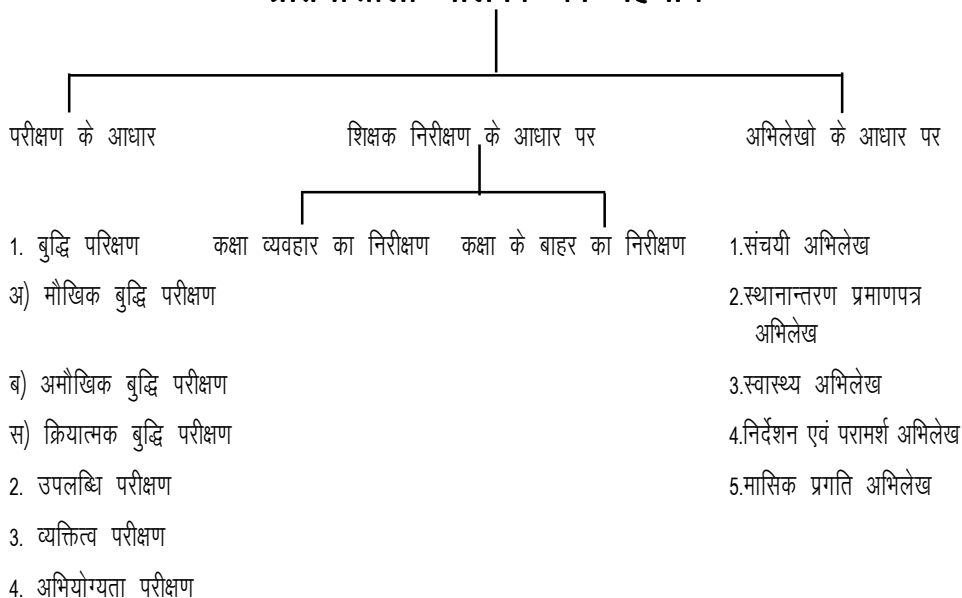 परीक्षण के आधार
शिक्षक निरीक्षण के आधार पर
अभिलेखो के आधार पर
1. बुद्धि परिक्षण
कक्षा व्यवहार का निरीक्षण
कक्षा के बाहर का निरीक्षण
1.संचयी अभिलेख
अ) मौखिक बुद्धि परीक्षण
2.स्थानान्तरण प्रमाणपत्र
अभिलेख
ब) अमौखिक बुद्धि परीक्षण
3.स्वास्थ्य अभिलेख
स) क्रियात्मक बुद्धि परीक्षण
4.निर्देशन एवं परामर्श अभिलेख
2. उपलब्धि परीक्षण
5.मासिक प्रगति अभिलेख
3. व्यक्तित्व परीक्षण
4. अभियोग्यता परीक्षण